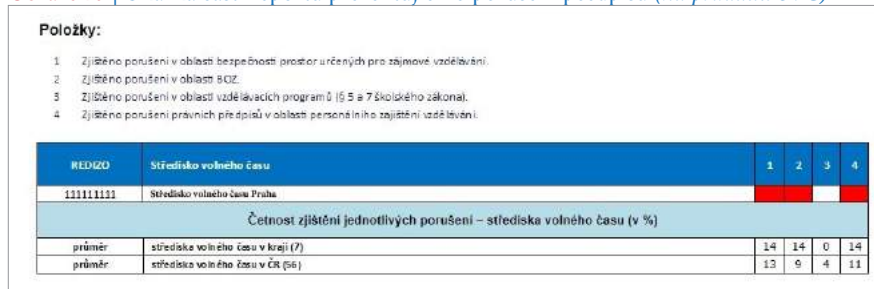 Položky:
1 Zjištěno porušení v oblasti bezpečnosti prostor určených pro zájmové vzdělávání.
2 Zjištěno porušení v oblasti BOZ.
3 Zjištěno porušení v oblasti vzdělávacích programů (§ 5 a 7 školského zákona).
4 Zjištěno porušení právních předpisů v oblasti personálního zajištění vzdělávání.
REDIZO Středisko volného času 1 2 3 4
111111111 Středisko volného času Praha
Četnost zjištění jednotlivých porušení – střediska volného času (v %)
průměr střediska volného času v kraji (7) 14 14 0 14
průměr střediska volného času v ČR (56) 13 9 4 11